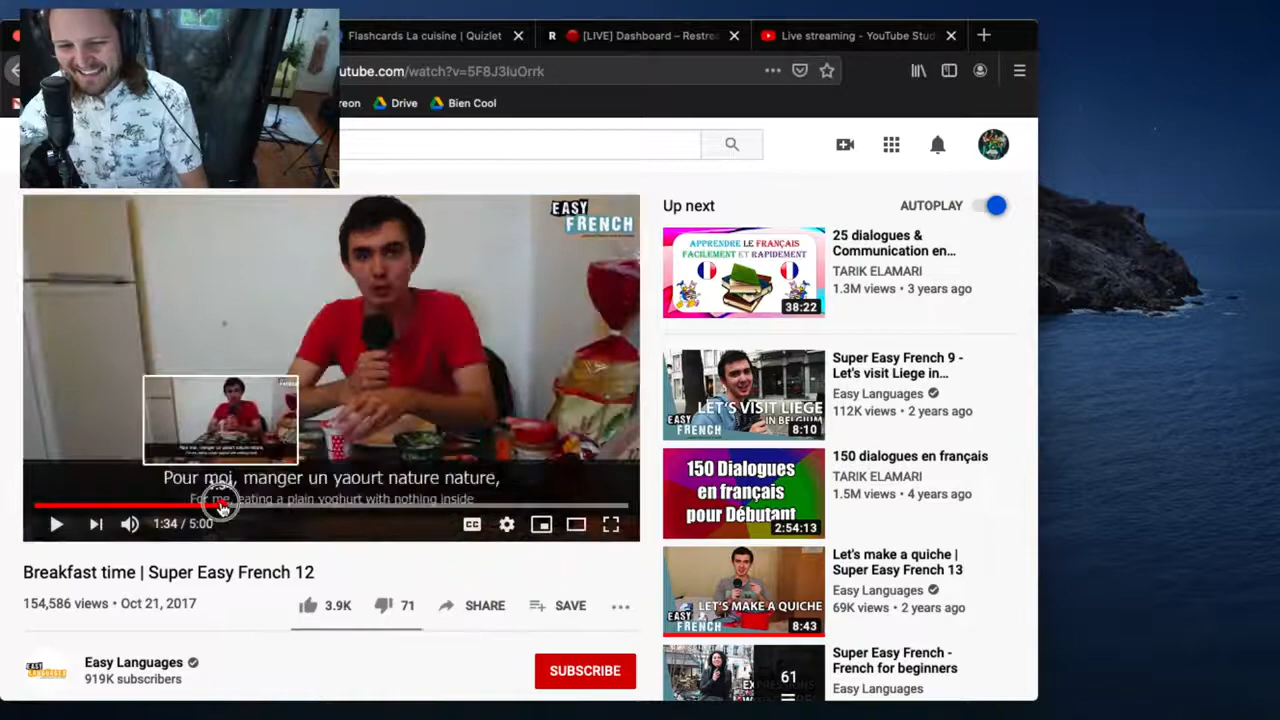 Flashcards La cuisine | Quizlet
R [LIVE] Dashboard – Restre
Live streaming - YouTube Stud
utube.com/watch?v=5F8J3IuOrrk
reon
Drive
Bien Cool
EASY
FRENCH
Pour moi, manger un yaourt nature nature,
For me, eating a plain yoghurt with nothing inside
1:34 / 5:00
CC
Breakfast time | Super Easy French 12
154,586 views • Oct 21, 2017
3.9K
71
SHARE
SAVE
Easy Languages
919K subscribers
SUBSCRIBE
Up next
AUTOPLAY
APPRENDRE LE FRANÇAIS
FACILEMENT ET RAPIDEMENT
38:22
25 dialogues &
Communication en...
TARIK ELAMARI
1.3M views • 3 years ago
LET'S VISIT LIEGE
IN BELGIUM
EASY
FRENCH
8:10
Super Easy French 9 -
Let's visit Liege in...
Easy Languages
112K views • 2 years ago
150 Dialogues
en français
pour Débutant
2:54:13
150 dialogues en français
TARIK ELAMARI
1.5M views • 4 years ago
LET'S MAKE A QUICHE
EASY
FRENCH
8:43
Let's make a quiche |
Super Easy French 13
Easy Languages
69K views • 2 years ago
EASY
FRENCH
61
Super Easy French -
French for beginners
Easy Languages